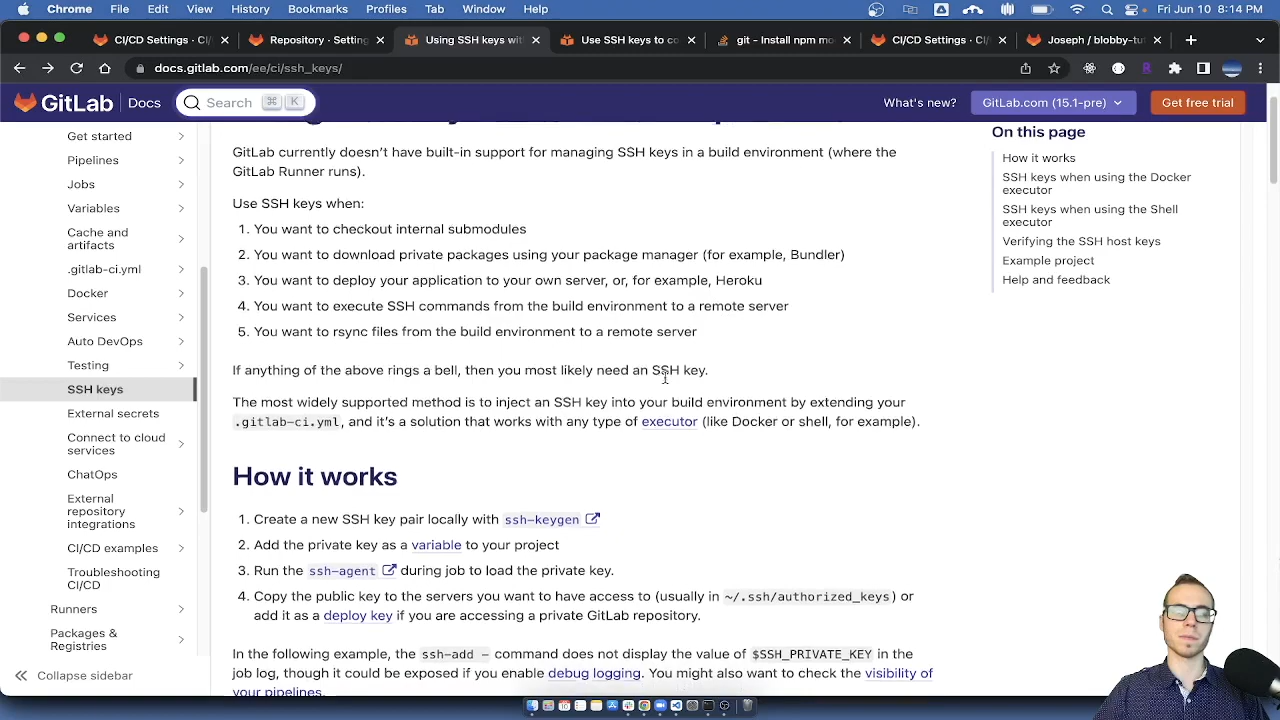 Chrome File Edit View History Bookmarks Profiles Tab Window Help Fri Jun 10 8:14 PM
CI/CD Settings · CI/ Repository · Setting Using SSH keys with Use SSH keys to co git - Install npm mo CI/CD Settings · CI/ Joseph / blobby-tut
docs.gitlab.com/ee/ci/ssh_keys/
GitLab Docs Search ⌘ K What's new? GitLab.com (15.1-pre) Get free trial
Get started
Pipelines
Jobs
Variables
Cache and
artifacts
.gitlab-ci.yml
Docker
Services
Auto DevOps
Testing
SSH keys
External secrets
Connect to cloud
services
ChatOps
External
repository
integrations
CI/CD examples
Troubleshooting
CI/CD
Runners
Packages &
Registries
Collapse sidebar
GitLab currently doesn't have built-in support for managing SSH keys in a build environment (where the
GitLab Runner runs).
Use SSH keys when:
1. You want to checkout internal submodules
2. You want to download private packages using your package manager (for example, Bundler)
3. You want to deploy your application to your own server, or, for example, Heroku
4. You want to execute SSH commands from the build environment to a remote server
5. You want to rsync files from the build environment to a remote server
If anything of the above rings a bell, then you most likely need an SSH key.
The most widely supported method is to inject an SSH key into your build environment by extending your
.gitlab-ci.yml, and it's a solution that works with any type of executor (like Docker or shell, for example).
How it works
1. Create a new SSH key pair locally with ssh-keygen
2. Add the private key as a variable to your project
3. Run the ssh-agent during job to load the private key.
4. Copy the public key to the servers you want to have access to (usually in ~/.ssh/authorized_keys) or
add it as a deploy key if you are accessing a private GitLab repository.
In the following example, the ssh-add - command does not display the value of $SSH_PRIVATE_KEY in the
job log, though it could be exposed if you enable debug logging. You might also want to check the visibility of
your pipelines.
On this page
How it works
SSH keys when using the Docker
executor
SSH keys when using the Shell
executor
Verifying the SSH host keys
Example project
Help and feedback